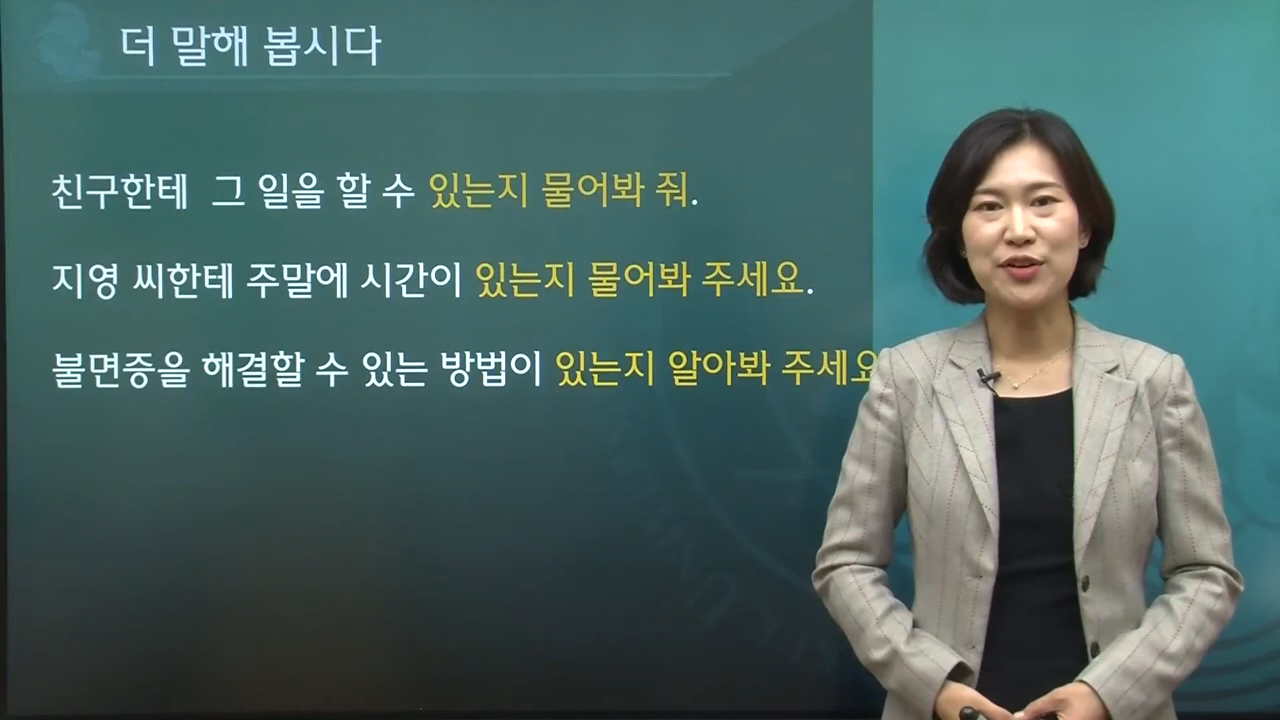 더 말해 봅시다
친구한테 그 일을 할 수 있는지 물어봐 줘.
지영 씨한테 주말에 시간이 있는지 물어봐 주세요.
불면증을 해결할 수 있는 방법이 있는지 알아봐 주세요